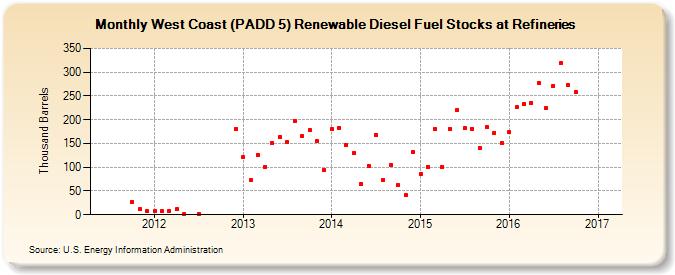 Monthly West Coast (PADD 5) Renewable Diesel Fuel Stocks at Refineries
Thousand Barrels
350
300
250
200
150
100
50
0
2012 2013 2014 2015 2016 2017
Source: U.S. Energy Information Administration